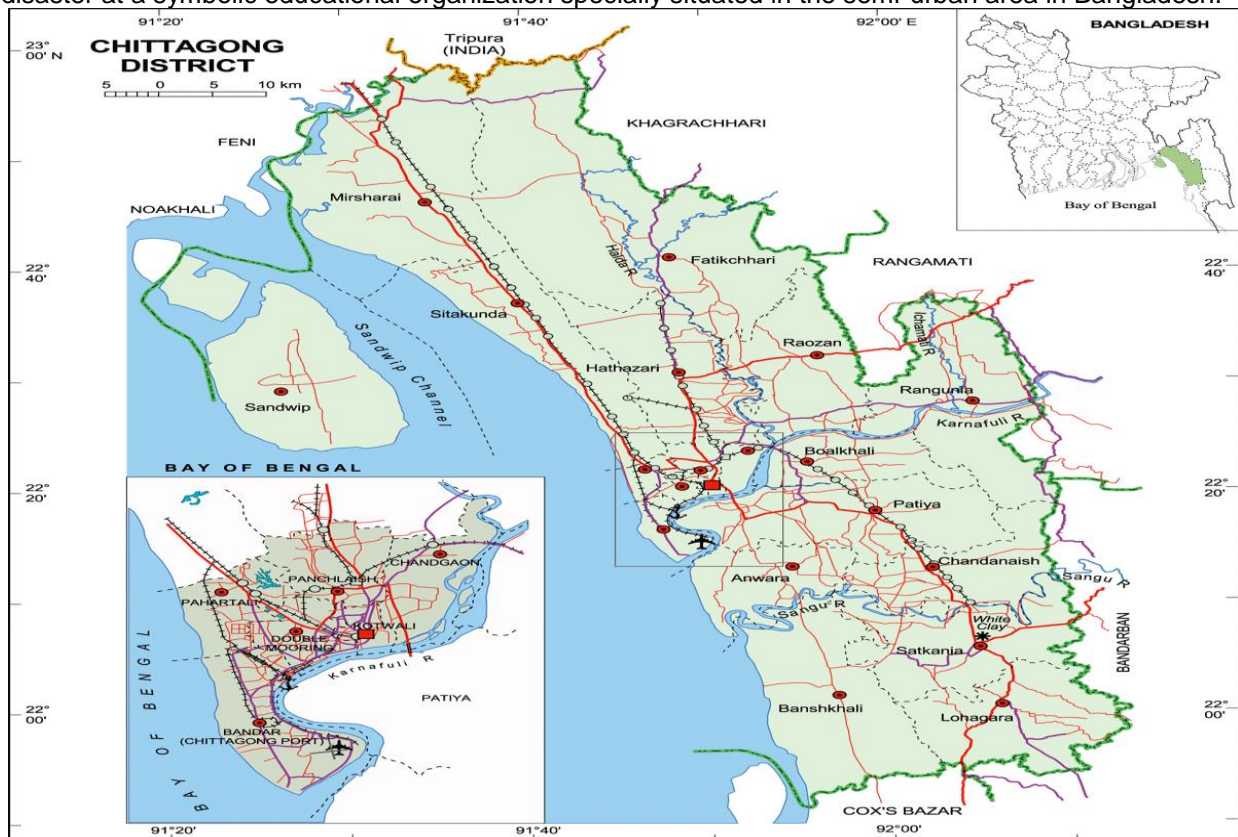 disaster at a symbolic educational organization specially situated in the semi-urban area in Bangladesh.
91°20
91°40
92°00' E
23°
00' N
CHITTAGONG
DISTRICT
5 0 5 10 km
Tripura
(INDIA)
BANGLADESH
Bay of Bengal
FENI
KHAGRACHHARI
NOAKHALI
Mirsharai
Halda R
Fatikchhari
RANGAMATI
22°
40'
22°
40'
Sitakunda
Sandwip Channel
Ichamati R
Raozan
Hathazari
Rangunia
Sandwip
Karnafuli R
BAY OF BENGAL
Boalkhali
22°
20'
22°
20'
Patiya
Chandanaish
Anwara
Sangu R
Sangu R
White
Clay
Satkania
BANDARBAN
Banshkhali
Lohagara
22°
00'
22°
00'
COX'S BAZAR
CHANDGAON
PANCHLAISH
PAHARTALI
KOTWALI
DOUBLE
MOORING
Karnafuli R
PATIYA
BANDAR
(CHITTAGONG PORT)
BAY OF BENGAL
91°20
91°40
92°00